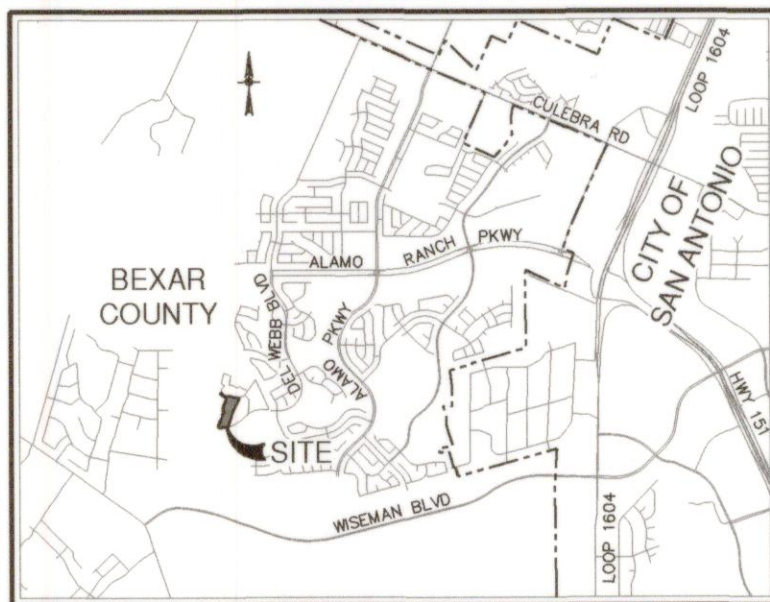 LOOP 1604
CULEBRA RD
CITY OF
SAN ANTONIO
ALAMO RANCH PKWY
BEXAR
COUNTY
DEL WEBB BLVD
ALAMO PKWY
HWY 151
SITE
WISEMAN BLVD
LOOP 1604